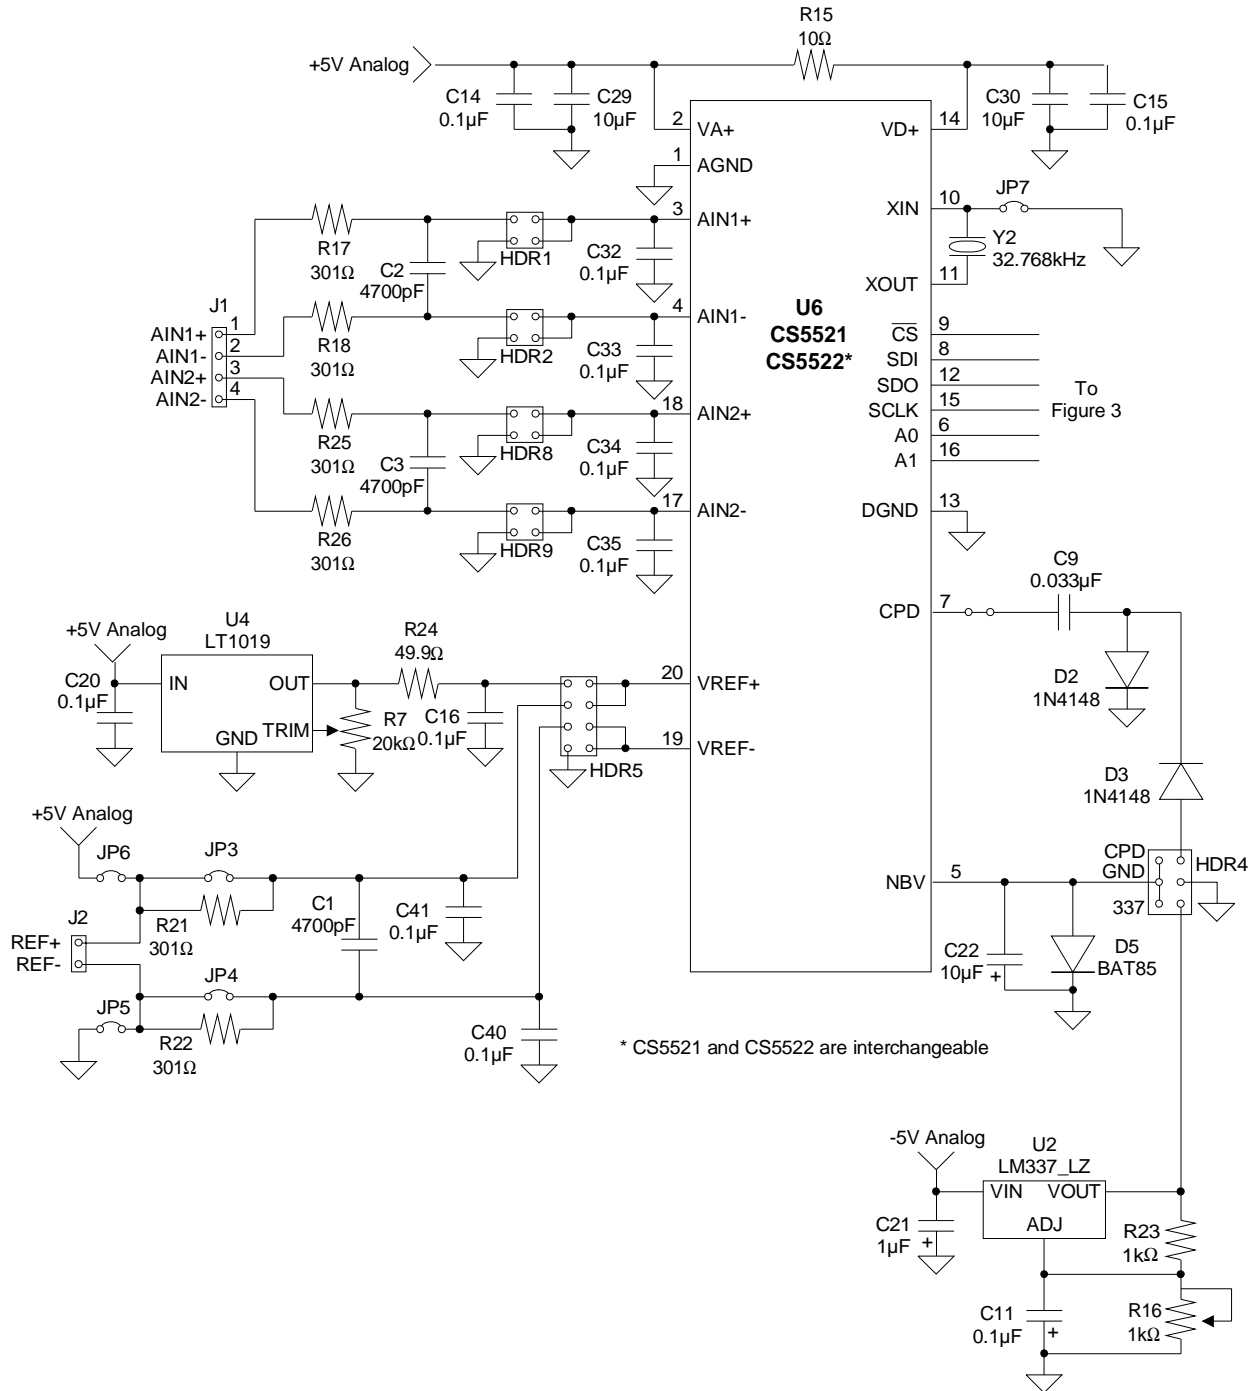 R15
10Ω
+5V Analog
C14
0.1µF
C29
10µF
C30
10µF
C15
0.1µF
2
VA+
VD+
14
1
AGND
10
XIN
JP7
Y2
32.768kHz
11
XOUT
3
AIN1+
R17
301Ω
C2
4700pF
HDR1
C32
0.1µF
U6
CS5521
CS5522*
J1
AIN1+
AIN1-
AIN2+
AIN2-
1
2
3
4
R18
301Ω
HDR2
4
AIN1-
C33
0.1µF
CS
9
SDI
8
SDO
12
SCLK
15
A0
6
A1
16
To
Figure 3
R25
301Ω
C3
4700pF
HDR8
18
AIN2+
C34
0.1µF
R26
301Ω
HDR9
17
AIN2-
C35
0.1µF
DGND
13
C9
0.033µF
CPD
7
D2
1N4148
+5V Analog
U4
LT1019
R24
49.9Ω
C20
0.1µF
IN
OUT
TRIM
GND
R7
20kΩ
C16
0.1µF
20
VREF+
19
VREF-
HDR5
D3
1N4148
+5V Analog
JP6
JP3
R21
301Ω
J2
REF+
REF-
JP4
JP5
R22
301Ω
C1
4700pF
C41
0.1µF
C40
0.1µF
NBV
5
CPD
GND
337
HDR4
C22
10µF
+
D5
BAT85
* CS5521 and CS5522 are interchangeable
-5V Analog
U2
LM337_LZ
VIN
VOUT
ADJ
C21
1µF
+
R23
1kΩ
C11
0.1µF
+
R16
1kΩ